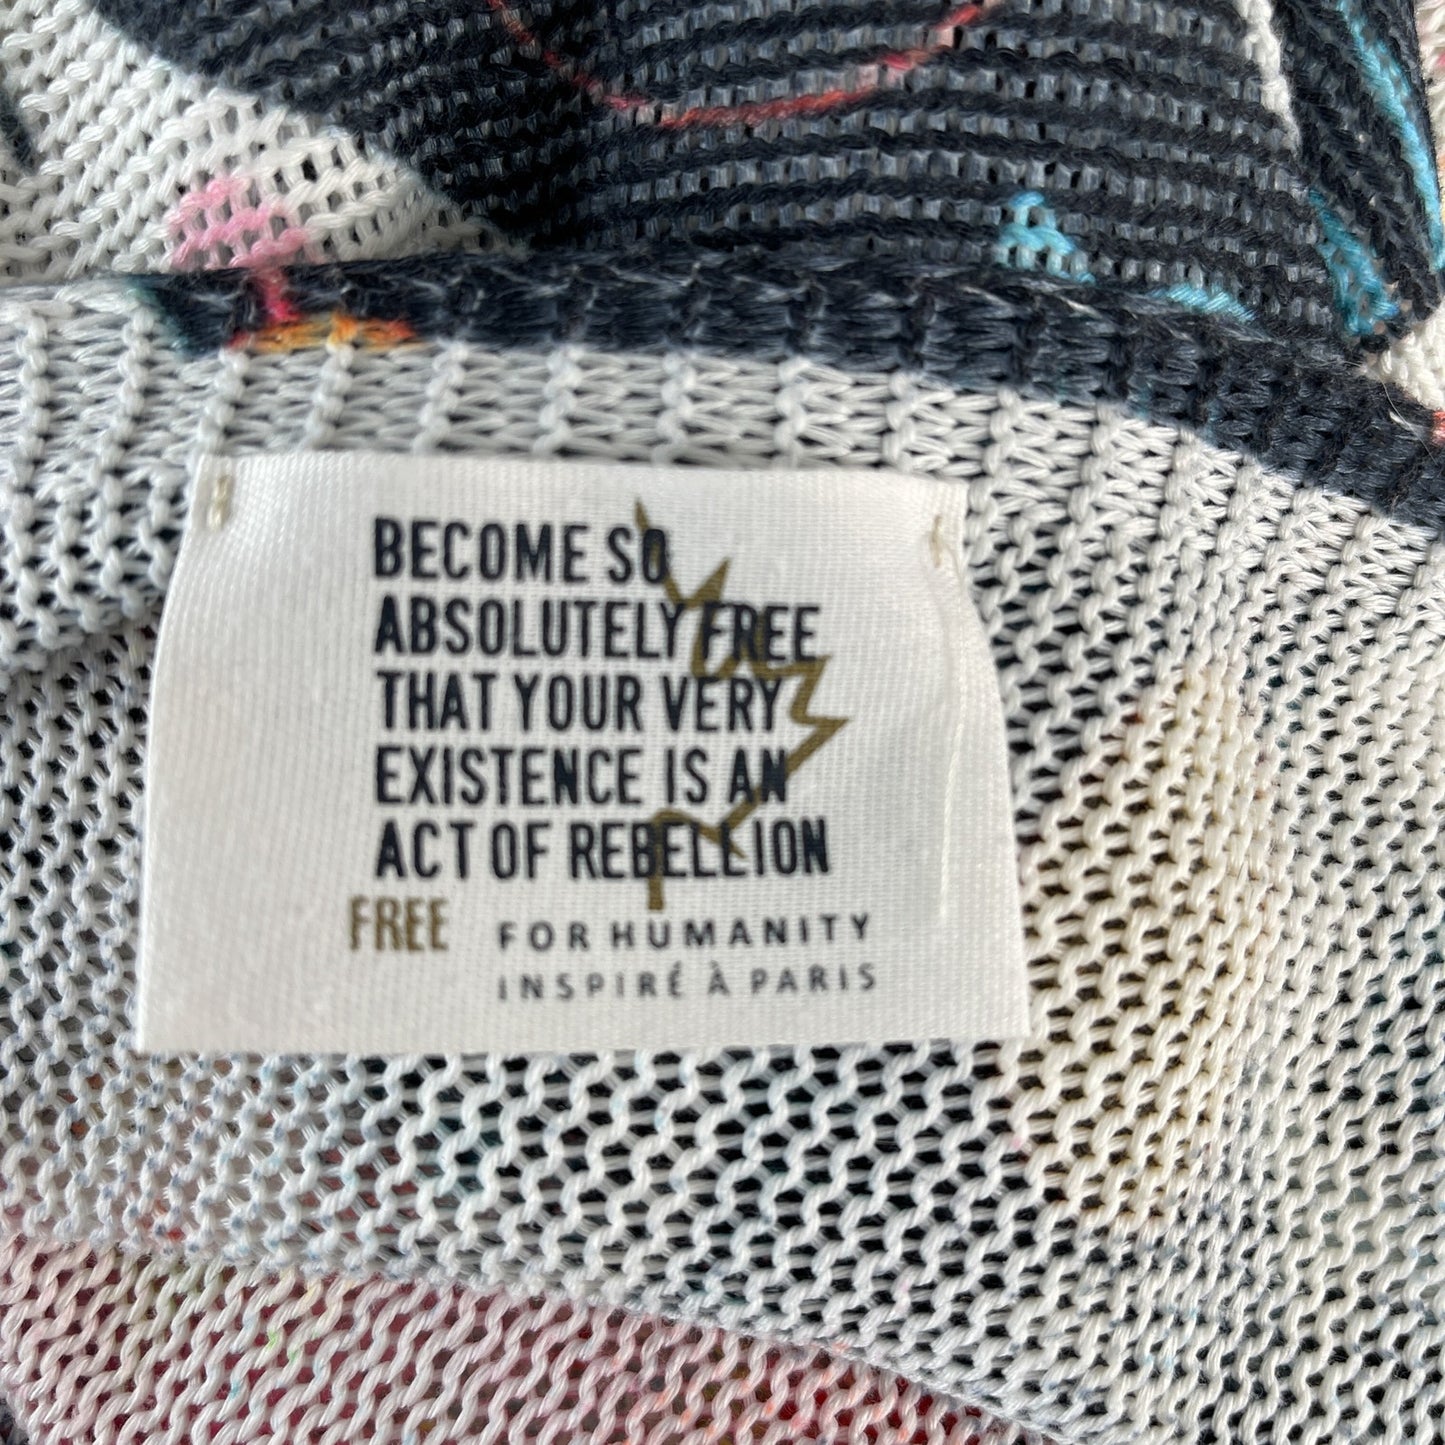 BECOME SO
ABSOLUTELY FREE
THAT YOUR VERY
EXISTENCE IS AN
ACT OF REBELLION
FREE FOR HUMANITY
INSPIRÉ À PARIS